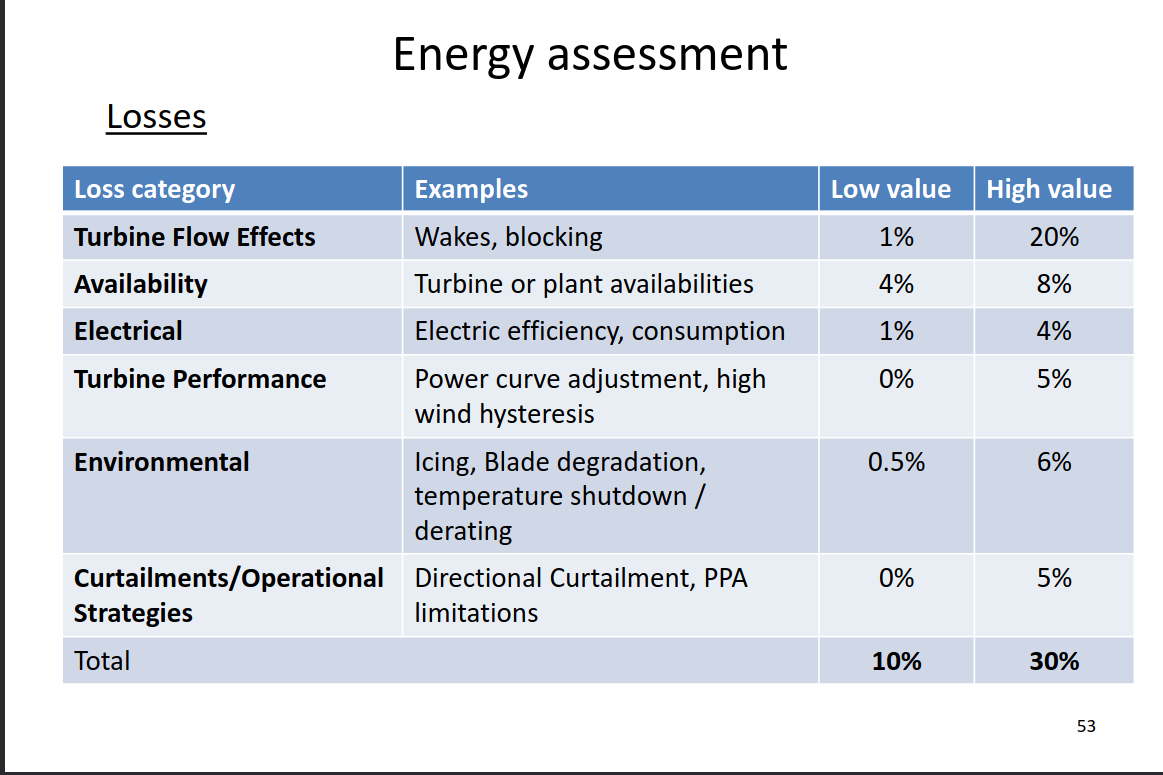 Energy assessment
Losses
Loss category Examples Low value High value
Turbine Flow Effects Wakes, blocking 1% 20%
Availability Turbine or plant availabilities 4% 8%
Electrical Electric efficiency, consumption 1% 4%
Turbine Performance Power curve adjustment, high 0% 5%
wind hysteresis
Environmental Icing, Blade degradation, 0.5% 6%
temperature shutdown /
derating
Curtailments/Operational Directional Curtailment, PPA 0% 5%
Strategies limitations
Total 10% 30%
53